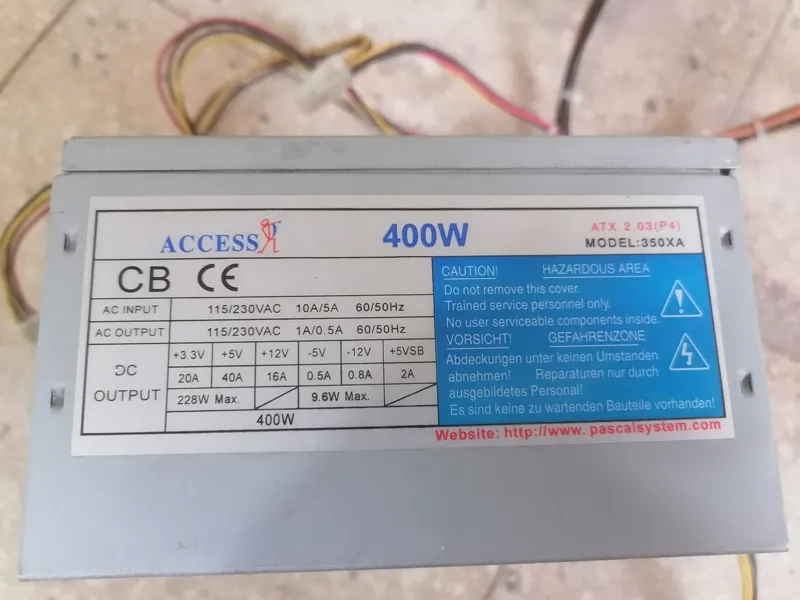 ACCESS 400W ATX 2.03(P4)
MODEL:350XA
CB CE
AC INPUT 115/230VAC 10A/5A 60/50Hz
AC OUTPUT 115/230VAC 1A/0.5A 60/50Hz
DC OUTPUT
+3.3V +5V +12V -5V -12V +5VSB
20A 40A 16A 0.5A 0.8A 2A
228W Max. 9.6W Max.
400W
CAUTION! HAZARDOUS AREA
Do not remove this cover.
Trained service personnel only.
No user serviceable components inside.
VORSICHT! GEFAHRENZONE
Abdeckungen unter keinen Umstanden
abnehmen! Reparaturen nur durch
ausgebildetes Personal!
Es sind keine zu wartenden Bauteile vorhanden!
Website: http://www. pascalsystem.com